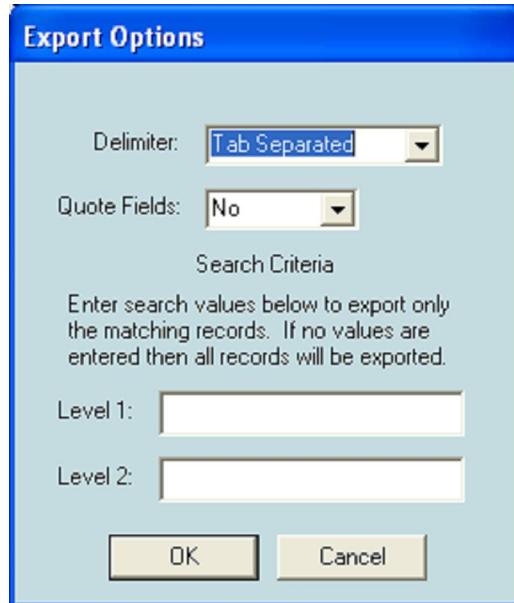 Export Options
Delimiter: Tab Separated
Quote Fields: No
Search Criteria
Enter search values below to export only
the matching records. If no values are
entered then all records will be exported.
Level 1:
Level 2:
OK Cancel